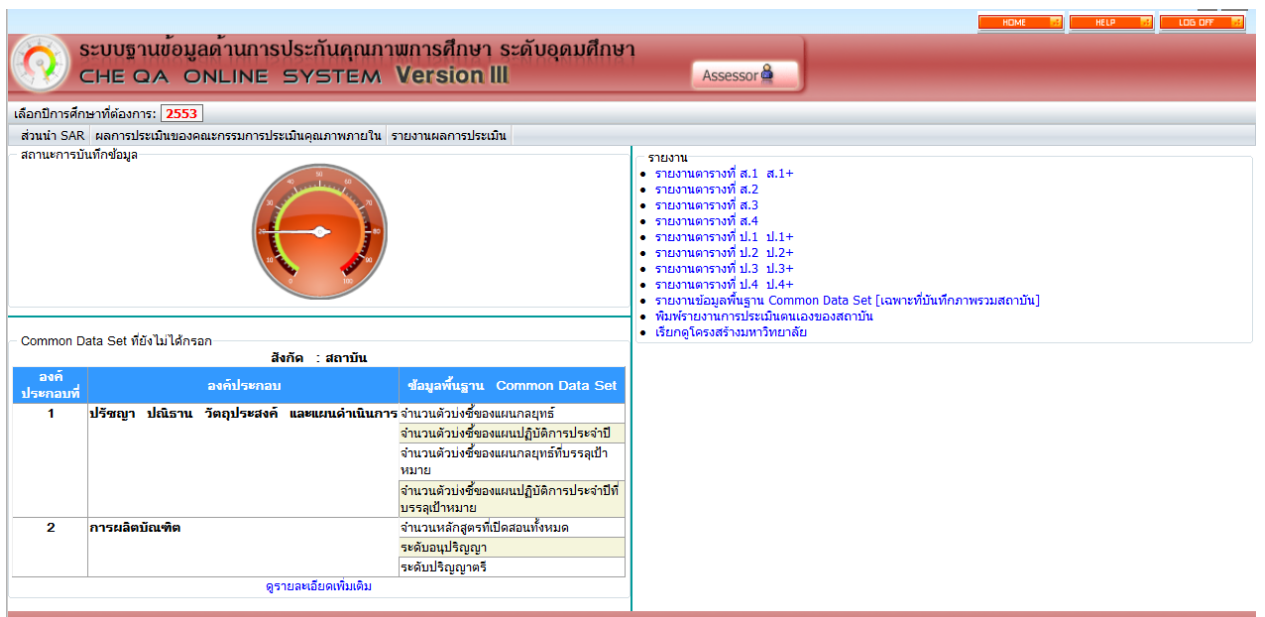 HOME
HELP
LOG OFF
ระบบฐานข้อมูลด้านการประกันคุณภาพการศึกษา ระดับอุดมศึกษา
CHE QA ONLINE SYSTEM Version III
Assessor
เลือกปีการศึกษาที่ต้องการ: 2553
ส่วนนำ SAR ผลการประเมินของคณะกรรมการประเมินคุณภาพภายใน รายงานผลการประเมิน
สถานะการบันทึกข้อมูล
0 10 20 30 40 50 60 70 80 90 100
รายงาน
รายงานตารางที่ ส.1 ส.1+
รายงานตารางที่ ส.2
รายงานตารางที่ ส.3
รายงานตารางที่ ส.4
รายงานตารางที่ ป.1 ป.1+
รายงานตารางที่ ป.2 ป.2+
รายงานตารางที่ ป.3 ป.3+
รายงานตารางที่ ป.4 ป.4+
รายงานข้อมูลพื้นฐาน Common Data Set [เฉพาะที่บันทึกภาพรวมสถาบัน]
พิมพ์รายงานการประเมินตนเองของสถาบัน
เรียกดูโครงสร้างมหาวิทยาลัย
Common Data Set ที่ยังไม่ได้กรอก
สังกัด : สถาบัน
องค์
ประกอบที่
องค์ประกอบ
ข้อมูลพื้นฐาน Common Data Set
1 ปรัชญา ปณิธาน วัตถุประสงค์ และแผนดำเนินการ จำนวนตัวบ่งชี้ของแผนกลยุทธ์
จำนวนตัวบ่งชี้ของแผนปฏิบัติการประจำปี
จำนวนตัวบ่งชี้ของแผนกลยุทธ์ที่บรรลุเป้า
หมาย
จำนวนตัวบ่งชี้ของแผนปฏิบัติการประจำปีที่
บรรลุเป้าหมาย
2 การผลิตบัณฑิต จำนวนหลักสูตรที่เปิดสอนทั้งหมด
ระดับอนุปริญญา
ระดับปริญญาตรี
ดูรายละเอียดเพิ่มเติม